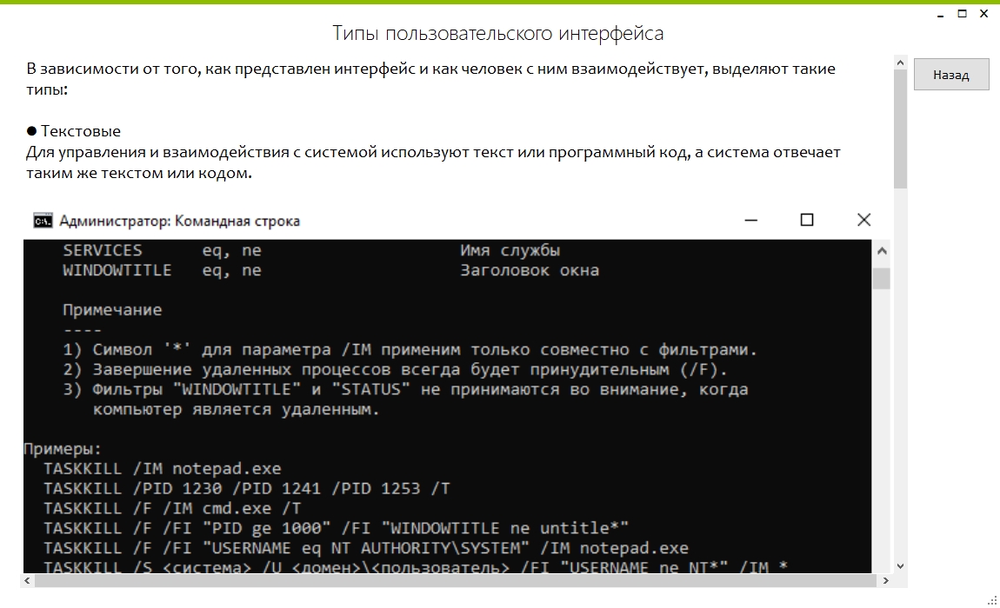 Типы пользовательского интерфейса
В зависимости от того, как представлен интерфейс и как человек с ним взаимодействует, выделяют такие
типы:
Назад
● Текстовые
Для управления и взаимодействия с системой используют текст или программный код, а система отвечает
таким же текстом или кодом.
C:\. Администратор: Командная строка
SERVICES eq, ne Имя службы
WINDOWTITLE eq, ne Заголовок окна
Примечание
----
1) Символ '*' для параметра /IM применим только совместно с фильтрами.
2) Завершение удаленных процессов всегда будет принудительным (/F).
3) Фильтры "WINDOWTITLE" и "STATUS" не принимаются во внимание, когда
компьютер является удаленным.
Примеры:
TASKKILL /IM notepad.exe
TASKKILL /PID 1230 /PID 1241 /PID 1253 /T
TASKKILL /F /IM cmd.exe /T
TASKKILL /F /FI "PID ge 1000" /FI "WINDOWTITLE ne untitle*"
TASKKILL /F /FI "USERNAME eq NT AUTHORITY\SYSTEM" /IM notepad.exe
TASKKILL /S <система> /U <домен>\<пользователь> /FI "USERNAME ne NT*" /IM *